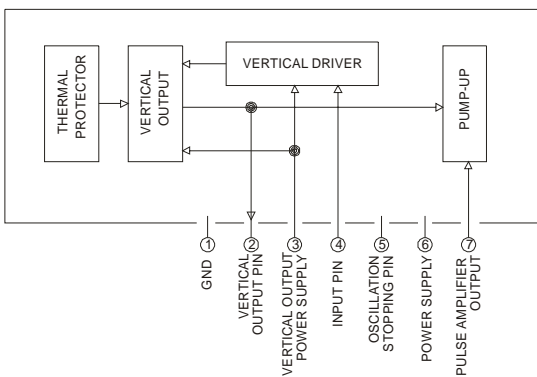 THERMAL
PROTECTOR
VERTICAL
OUTPUT
VERTICAL DRIVER
PUMP-UP
1
2
3
4
5
6
7
GND
VERTICAL
OUTPUT PIN
VERTICAL OUTPUT
POWER SUPPLY
INPUT PIN
OSCILLATION
STOPPING PIN
POWER SUPPLY
PULSE AMPLIFIER
OUTPUT